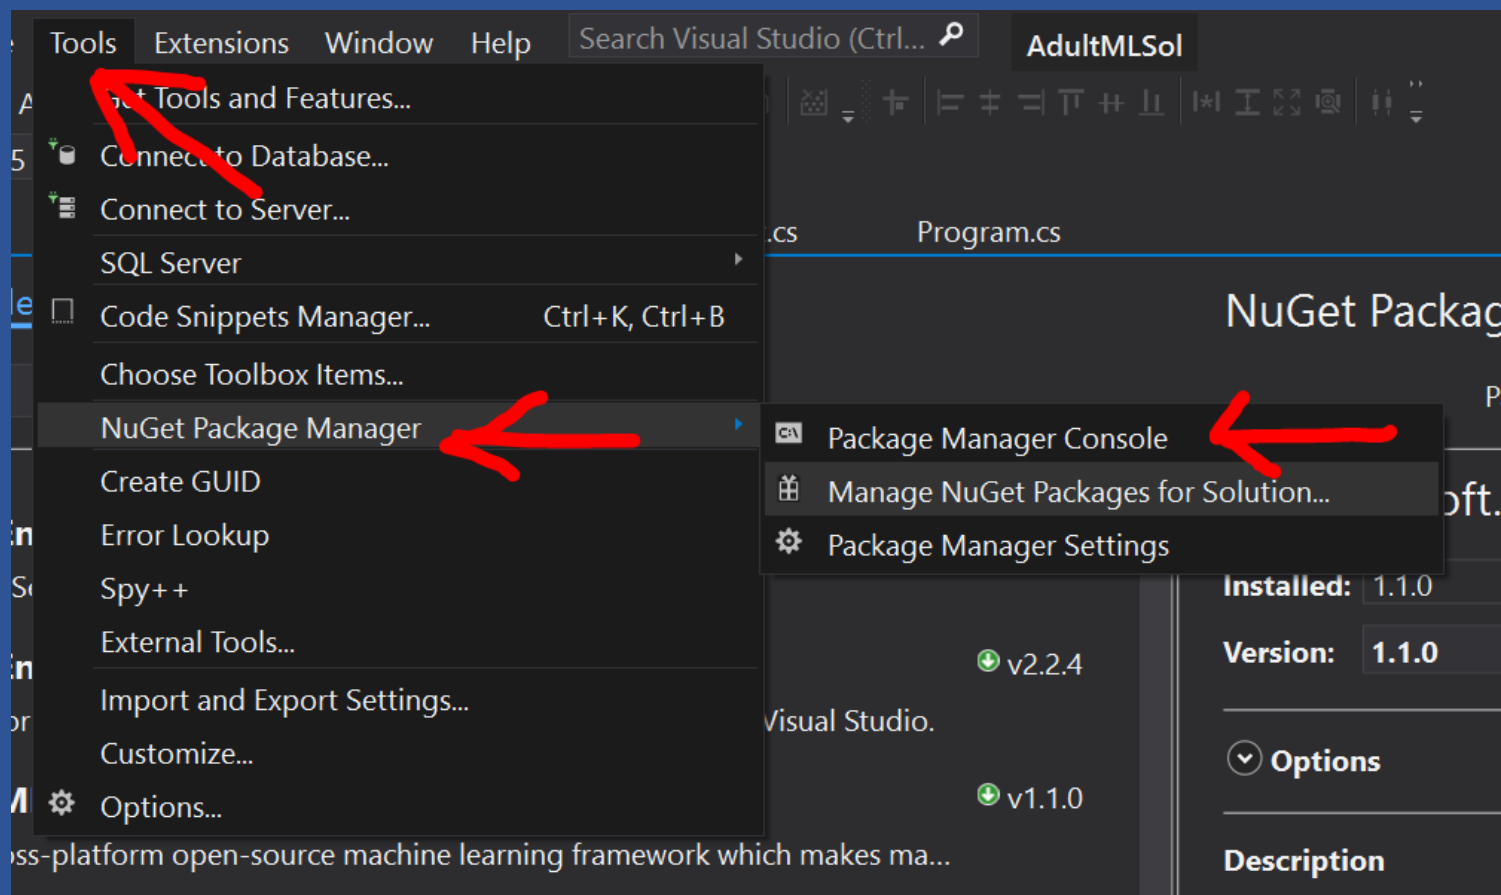 Tools Extensions Window Help Search Visual Studio (Ctrl... AdultMLSol
Get Tools and Features...
Connect to Database...
5
Connect to Server...
.cs Program.cs
SQL Server
Code Snippets Manager... Ctrl+K, Ctrl+B
NuGet Packag
Choose Toolbox Items...
NuGet Package Manager
Package Manager Console
Create GUID
Manage NuGet Packages for Solution...
oft.
Error Lookup
Package Manager Settings
Spy++
Installed: 1.1.0
External Tools...
v2.2.4
Version: 1.1.0
Import and Export Settings...
Visual Studio.
Customize...
Options
Options...
v1.1.0
oss-platform open-source machine learning framework which makes ma...
Description